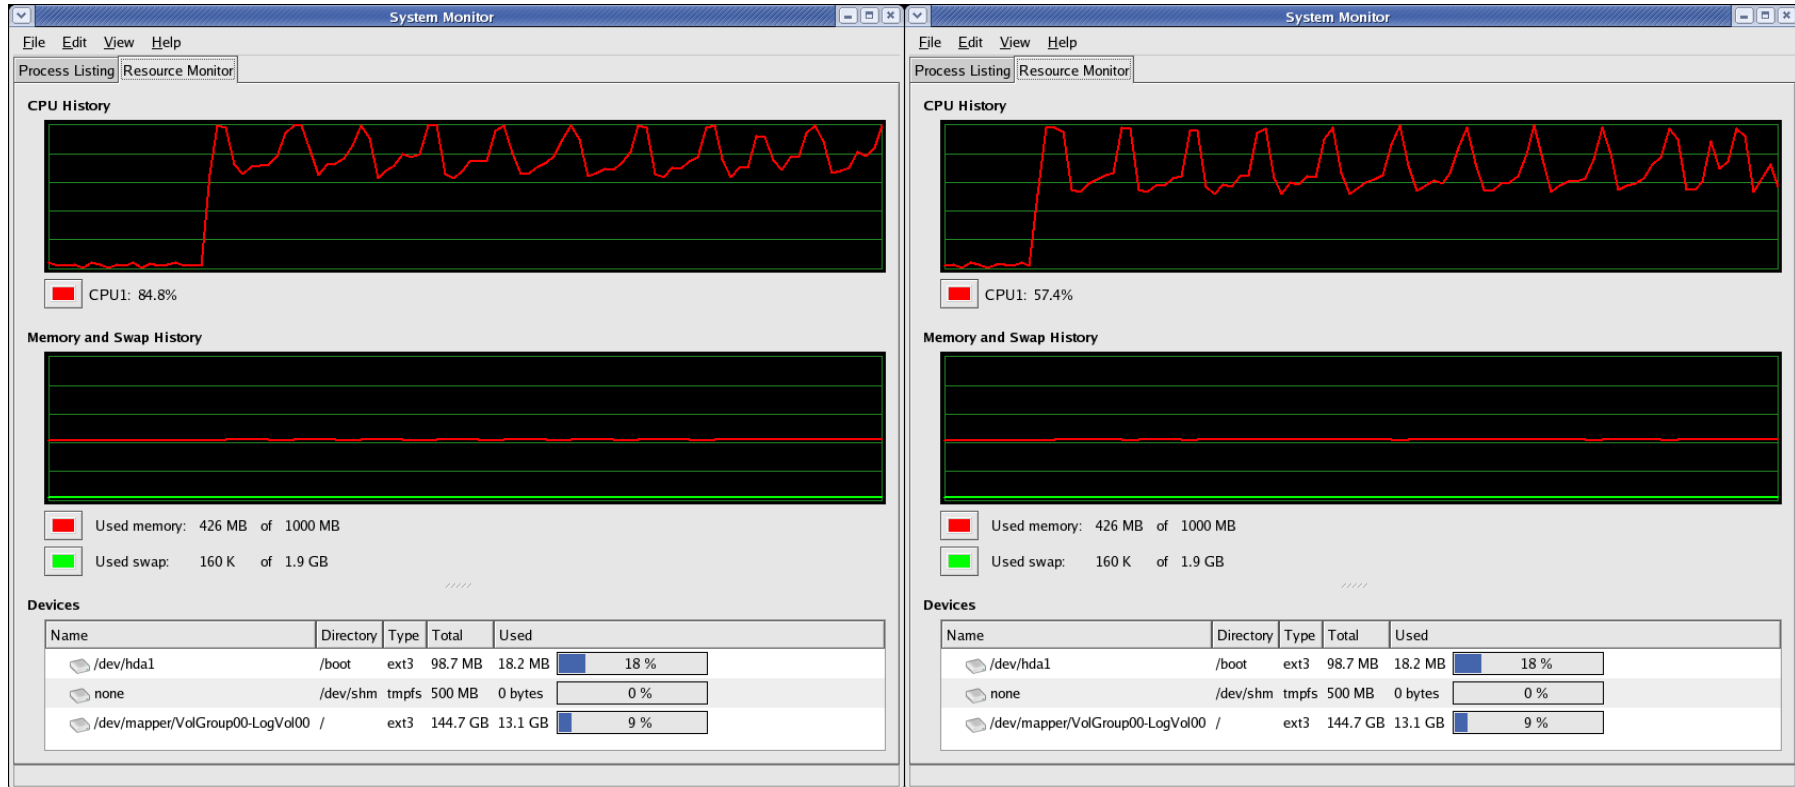 System Monitor
File Edit View Help
Process Listing Resource Monitor
CPU History
CPU1: 84.8%
Memory and Swap History
Used memory: 426 MB of 1000 MB
Used swap: 160 K of 1.9 GB
Devices
Name Directory Type Total Used
/dev/hda1 /boot ext3 98.7 MB 18.2 MB 18 %
none /dev/shm tmpfs 500 MB 0 bytes 0 %
/dev/mapper/VolGroup00-LogVol00 / ext3 144.7 GB 13.1 GB 9 %
System Monitor
File Edit View Help
Process Listing Resource Monitor
CPU History
CPU1: 57.4%
Memory and Swap History
Used memory: 426 MB of 1000 MB
Used swap: 160 K of 1.9 GB
Devices
Name Directory Type Total Used
/dev/hda1 /boot ext3 98.7 MB 18.2 MB 18 %
none /dev/shm tmpfs 500 MB 0 bytes 0 %
/dev/mapper/VolGroup00-LogVol00 / ext3 144.7 GB 13.1 GB 9 %